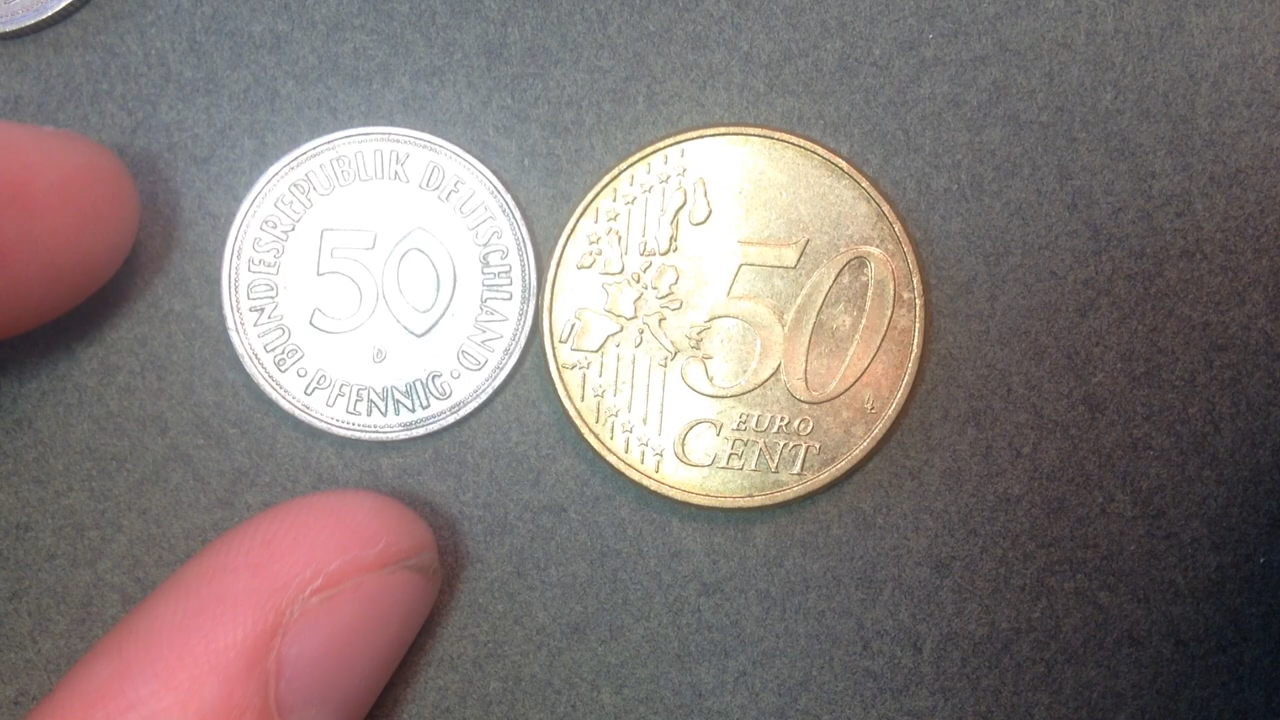 BUNDESREPUBLIK DEUTSCHLAND
50
D
· PFENNIG ·
50
EURO
CENT